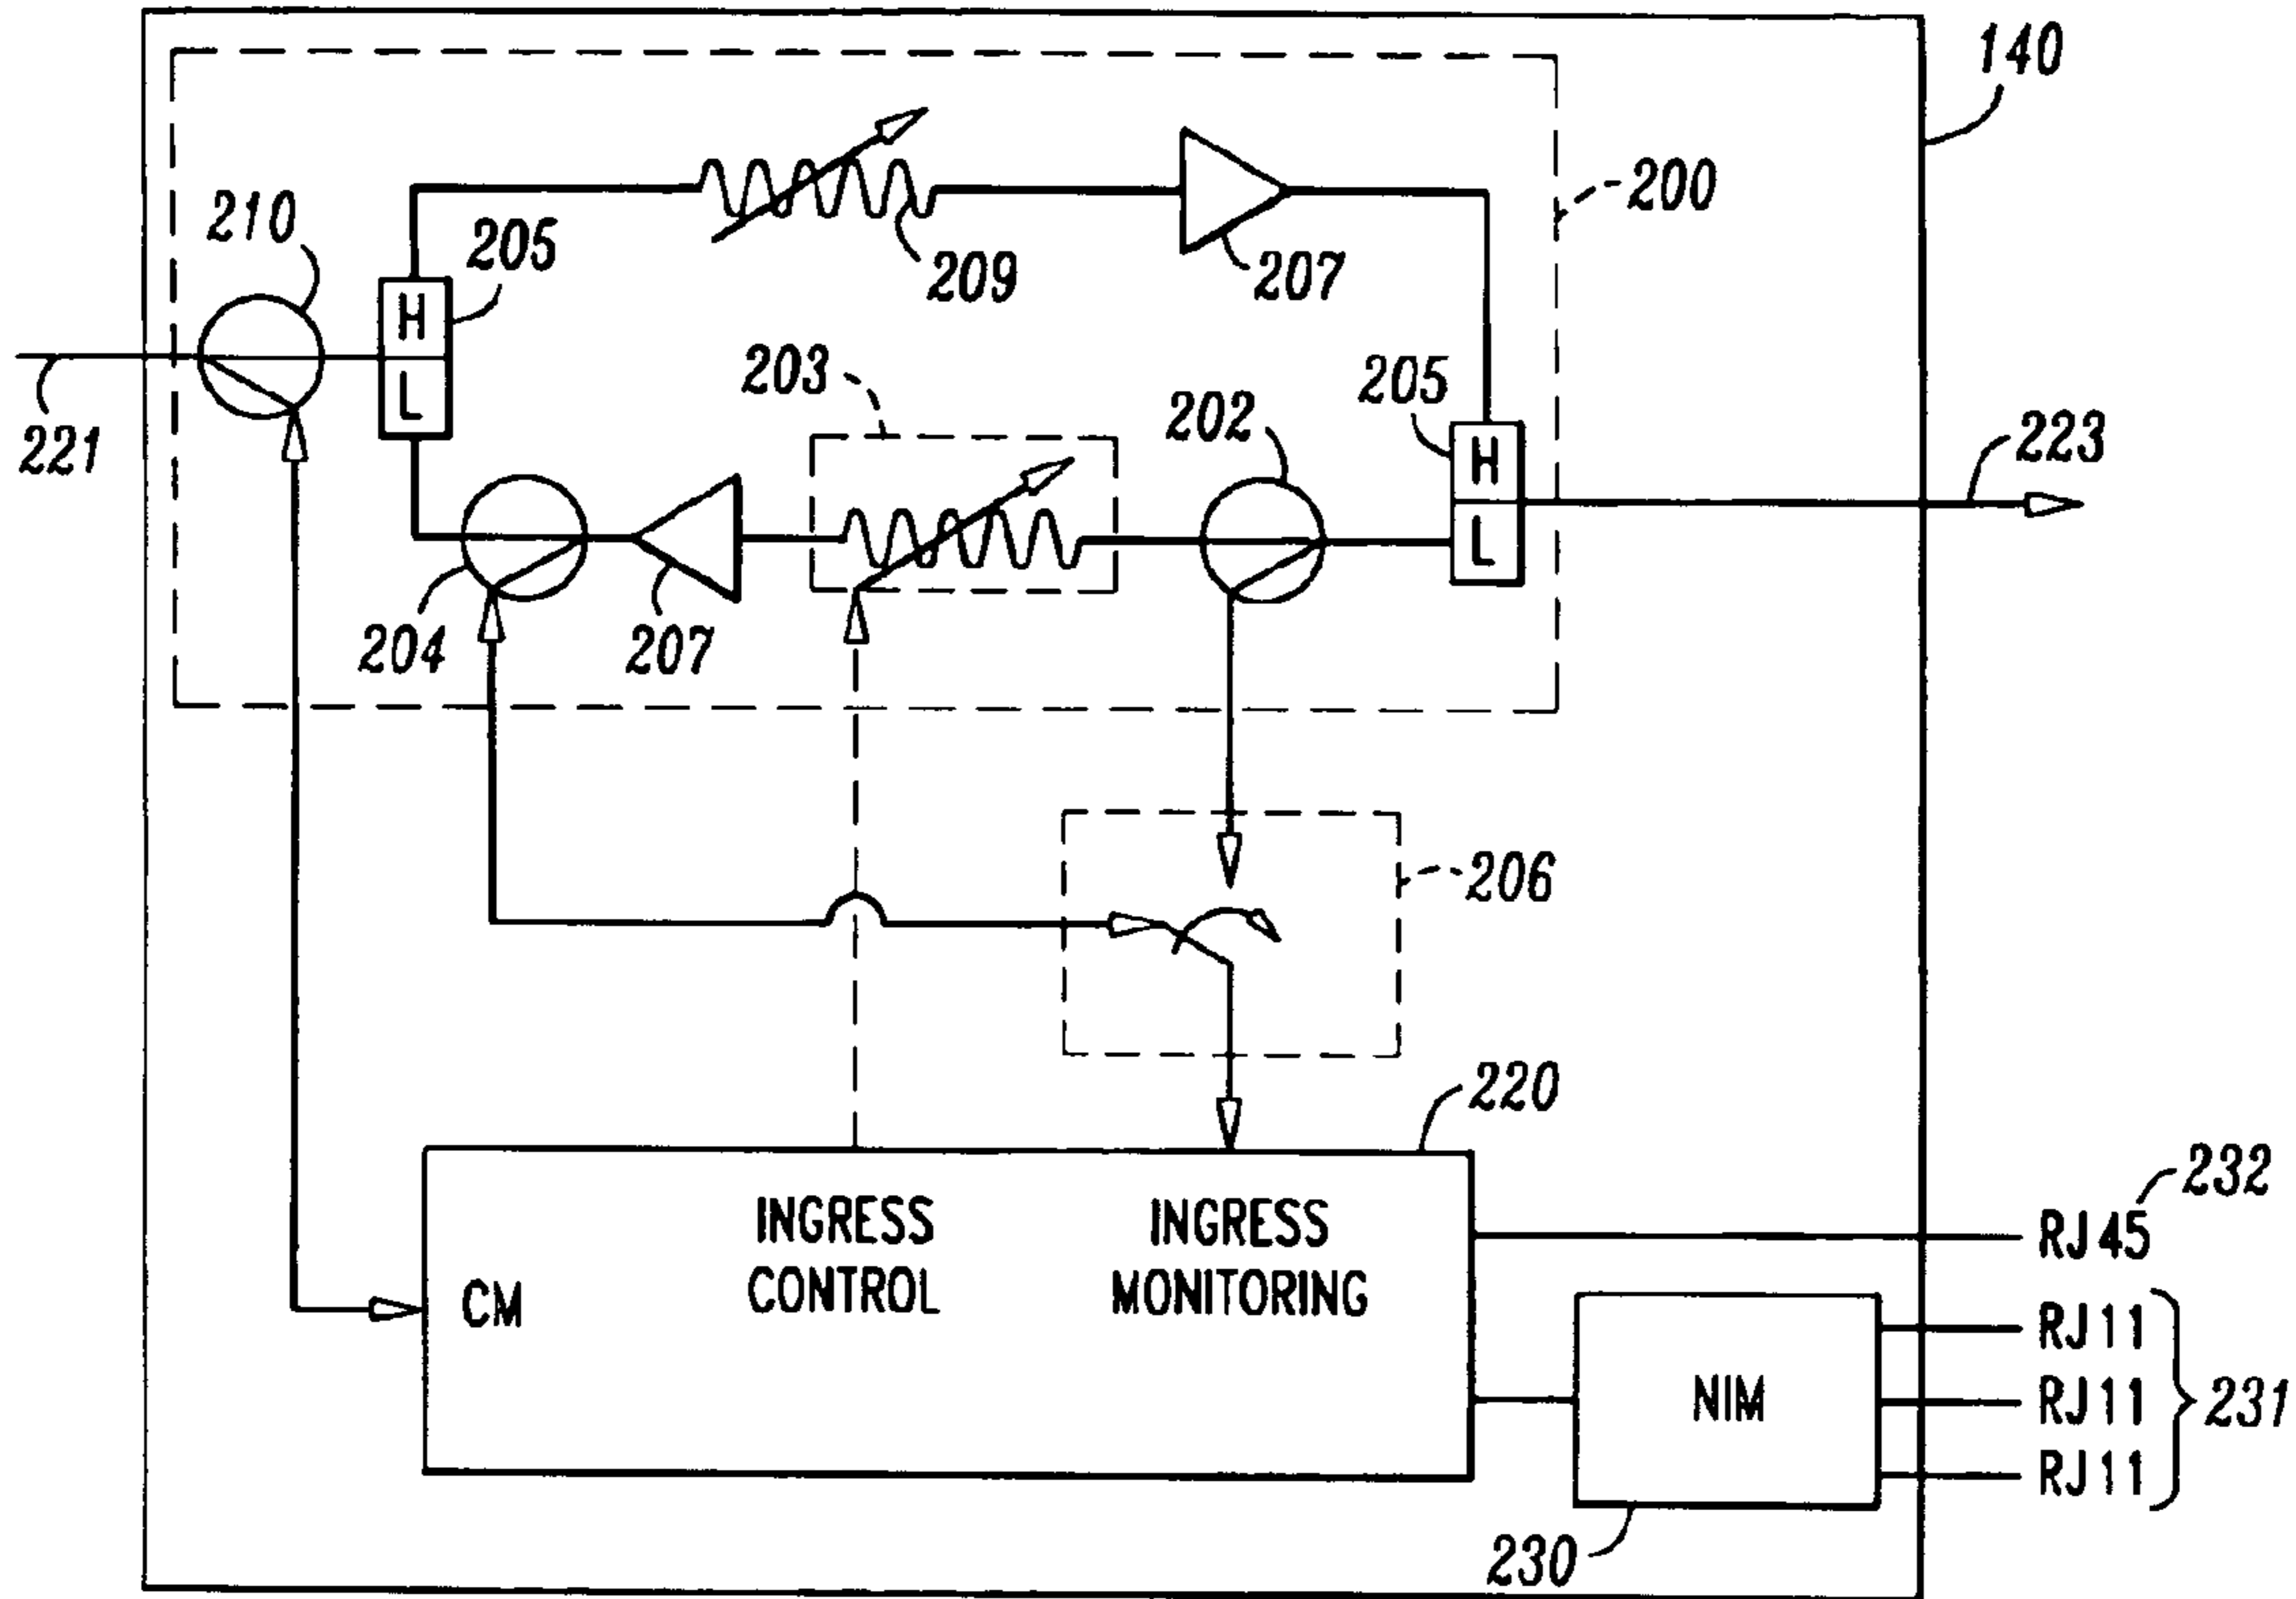 140
200
210
205
H
L
209
207
221
203
202
205
H
L
223
204
207
206
220
INGRESS CONTROL
INGRESS MONITORING
CM
232
RJ45
RJ11
RJ11
RJ11
231
NIM
230